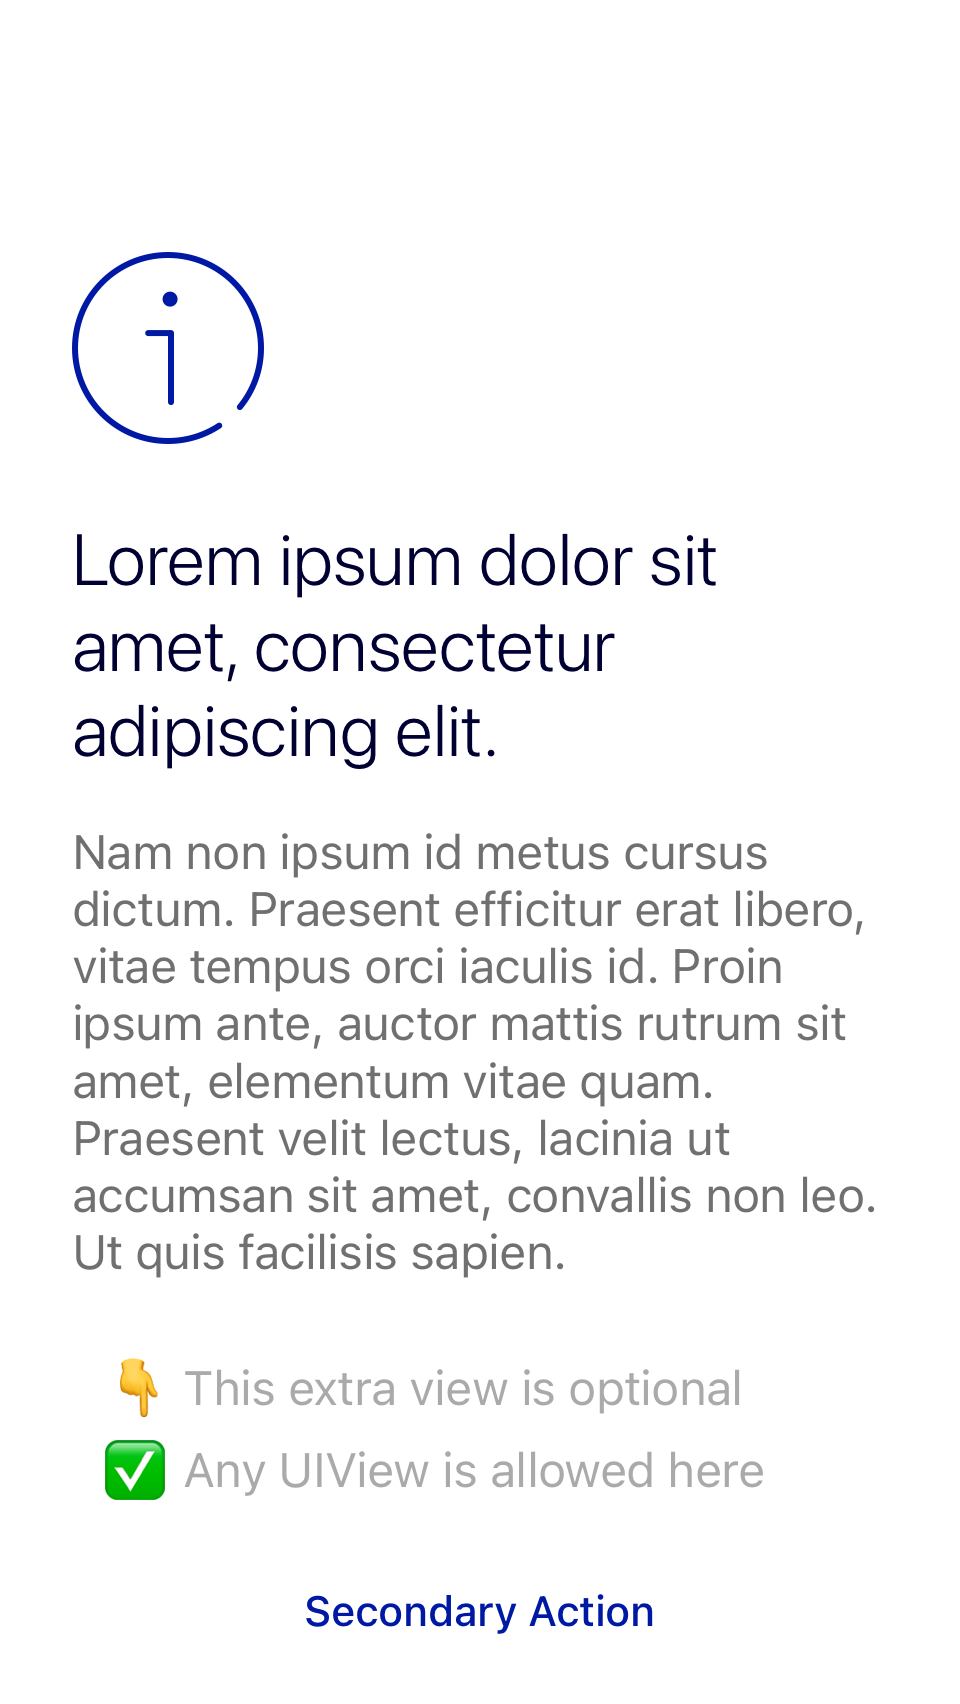 Lorem ipsum dolor sit
amet, consectetur
adipiscing elit.
Nam non ipsum id metus cursus
dictum. Praesent efficitur erat libero,
vitae tempus orci iaculis id. Proin
ipsum ante, auctor mattis rutrum sit
amet, elementum vitae quam.
Praesent velit lectus, lacinia ut
accumsan sit amet, convallis non leo.
Ut quis facilisis sapien.
👇 This extra view is optional
✅ Any UIView is allowed here
Secondary Action